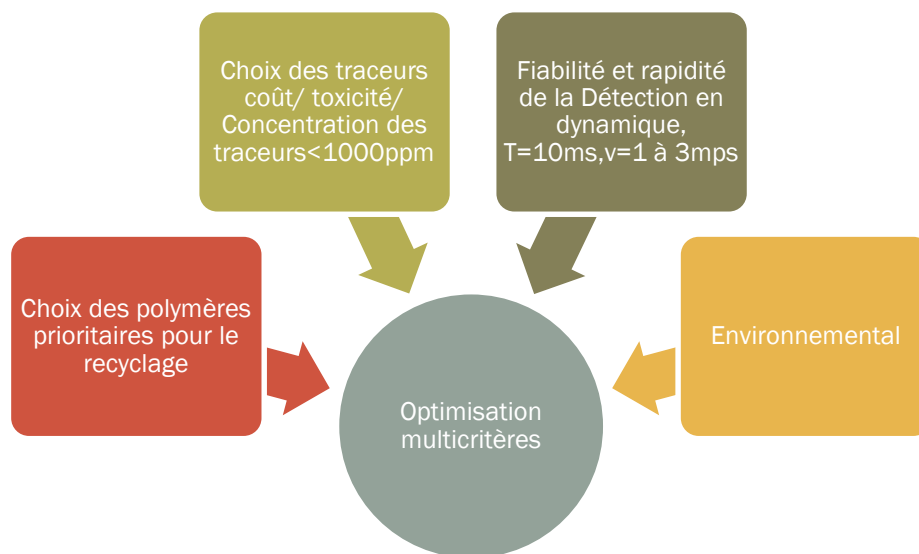 Choix des traceurs
coût/ toxicité/
Concentration des
traceurs<1000ppm
Fiabilité et rapidité
de la Détection en
dynamique,
T=10ms,v=1 à 3mps
Choix des polymères
prioritaires pour le
recyclage
Environnemental
Optimisation
multicritères